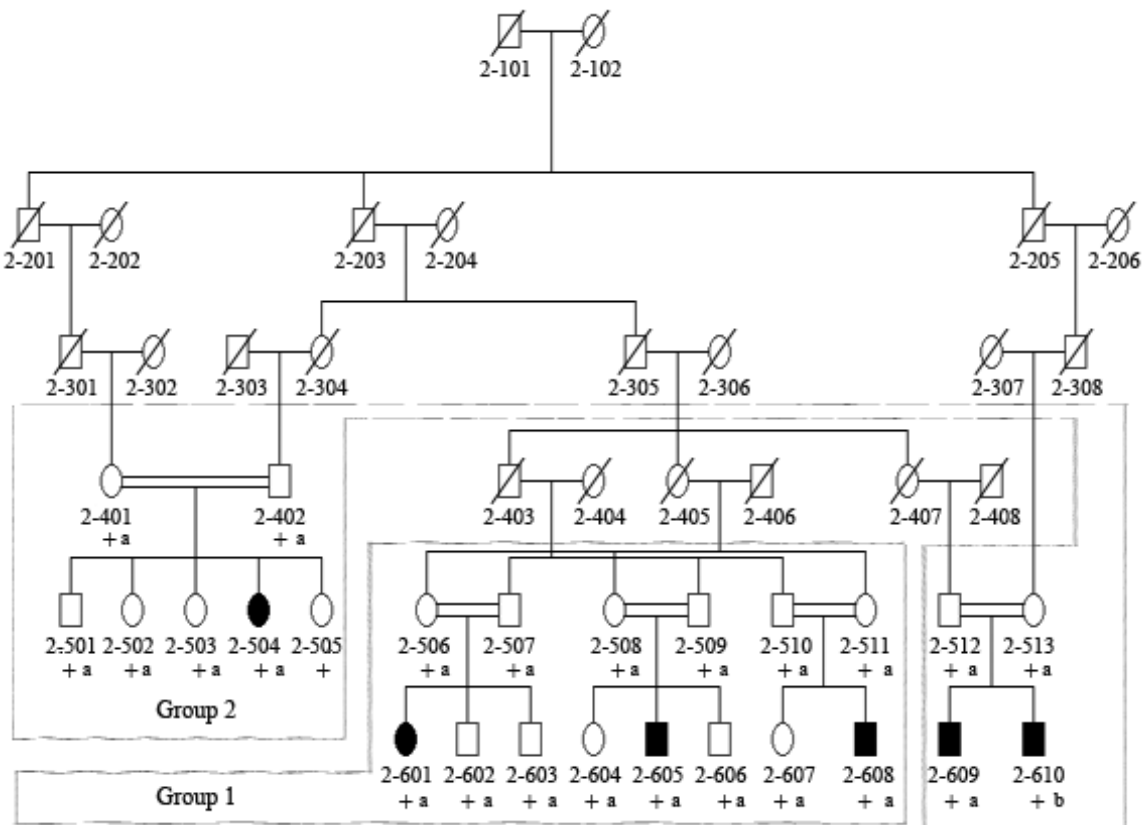 2-101 2-102
2-201 2-202 2-203 2-204 2-205 2-206
2-301 2-302 2-303 2-304 2-305 2-306 2-307 2-308
2-401 2-402 2-403 2-404 2-405 2-406 2-407 2-408
+ a + a
2-501 2-502 2-503 2-504 2-505 2-506 2-507 2-508 2-509 2-510 2-511 2-512 2-513
+ a + a + a + a + + a + a + a + a + a + a + a + a
Group 2
2-601 2-602 2-603 2-604 2-605 2-606 2-607 2-608 2-609 2-610
+ a + a + a + a + a + a + a + a + a + b
Group 1